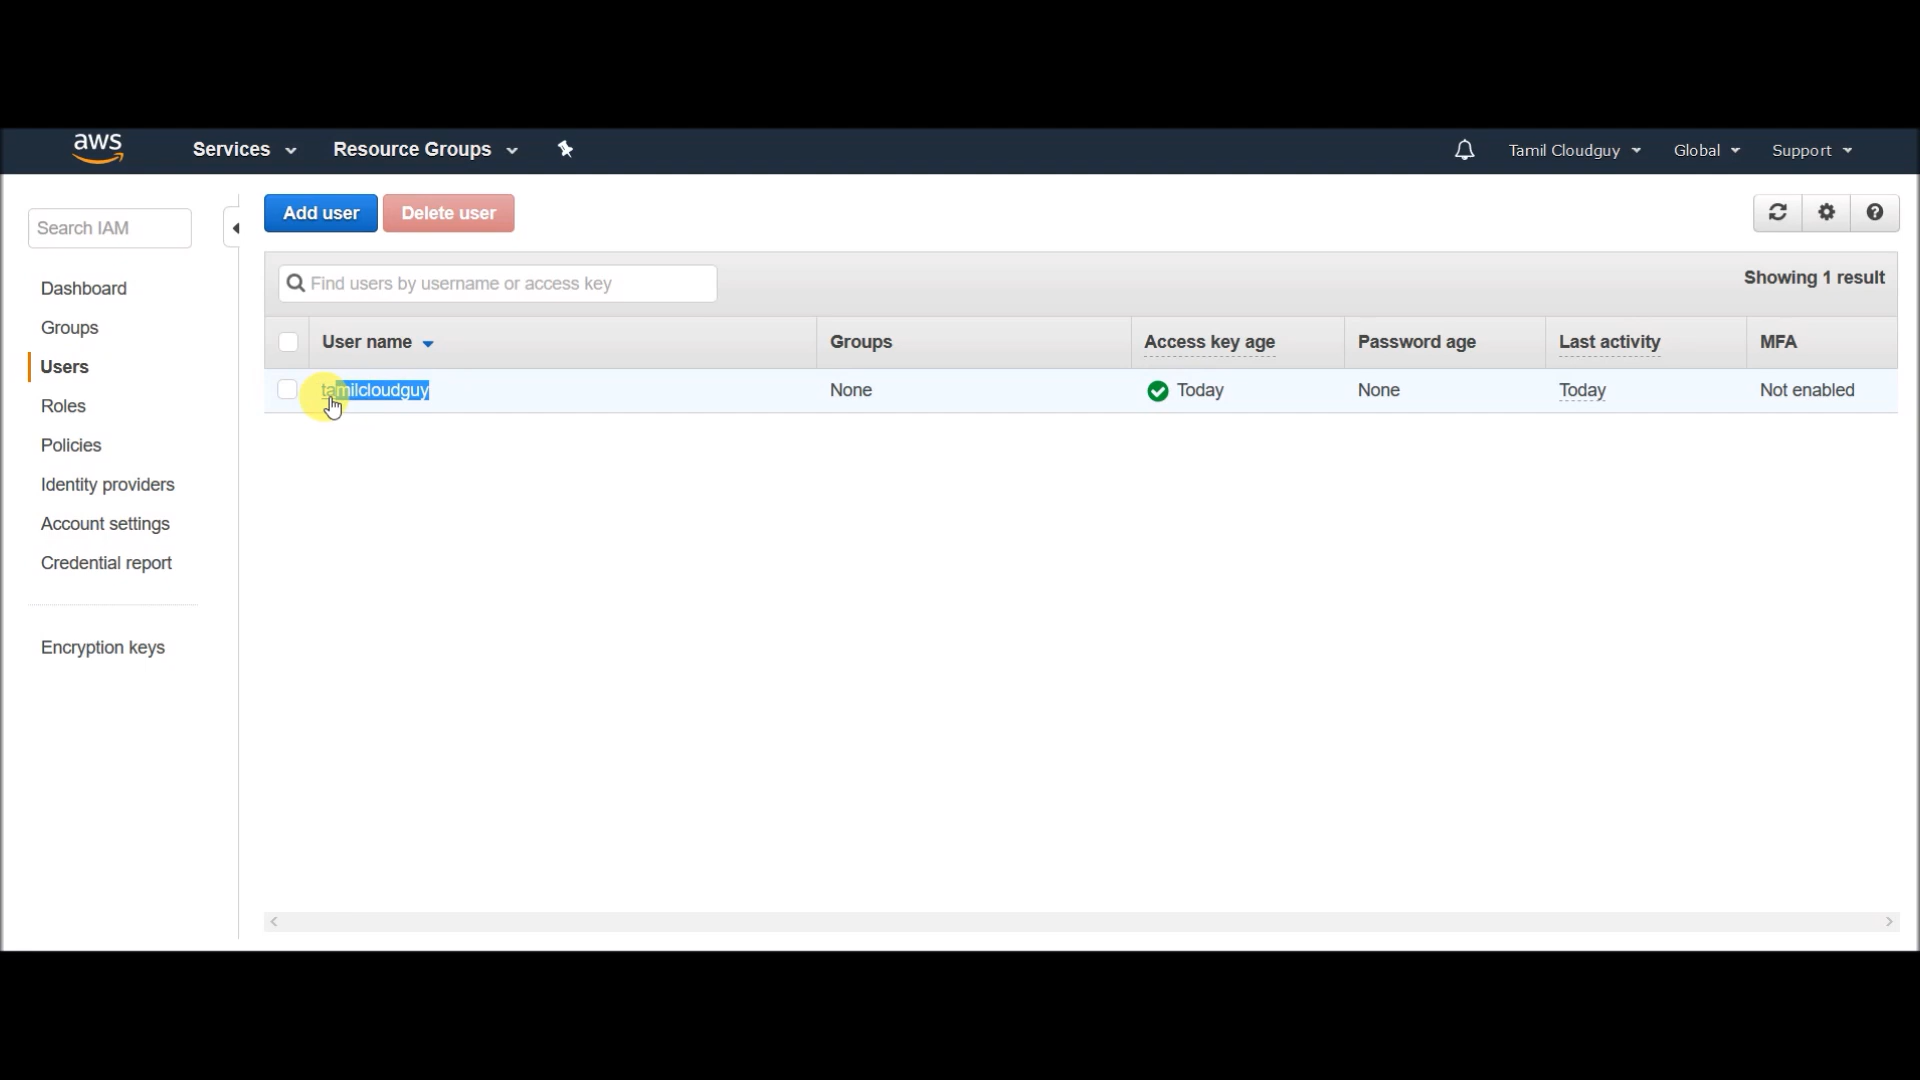 aws Services Resource Groups Tamil Cloudguy Global Support
Search IAM
Dashboard
Groups
Users
Roles
Policies
Identity providers
Account settings
Credential report
Encryption keys
Add user Delete user
Find users by username or access key Showing 1 result
User name Groups Access key age Password age Last activity MFA
tamilcloudguy None Today None Today Not enabled